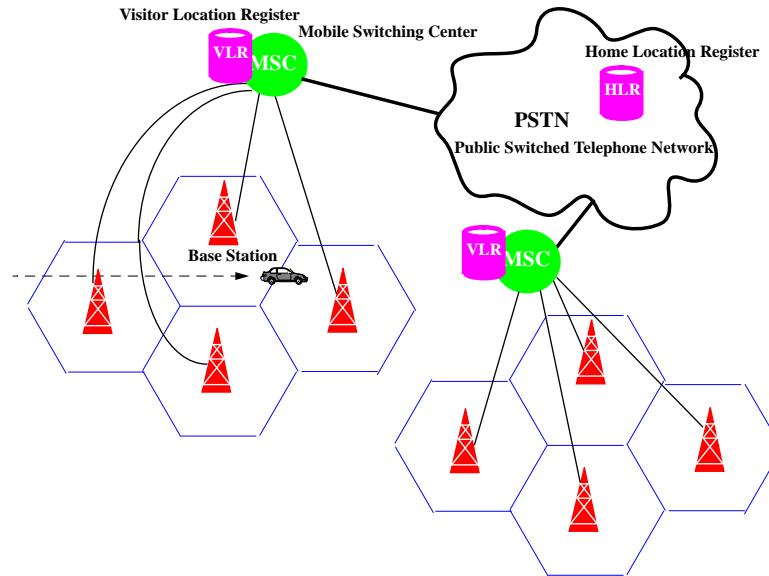 Visitor Location Register
Mobile Switching Center
VLR
MSC
Home Location Register
HLR
PSTN
Public Switched Telephone Network
VLR
MSC
Base Station